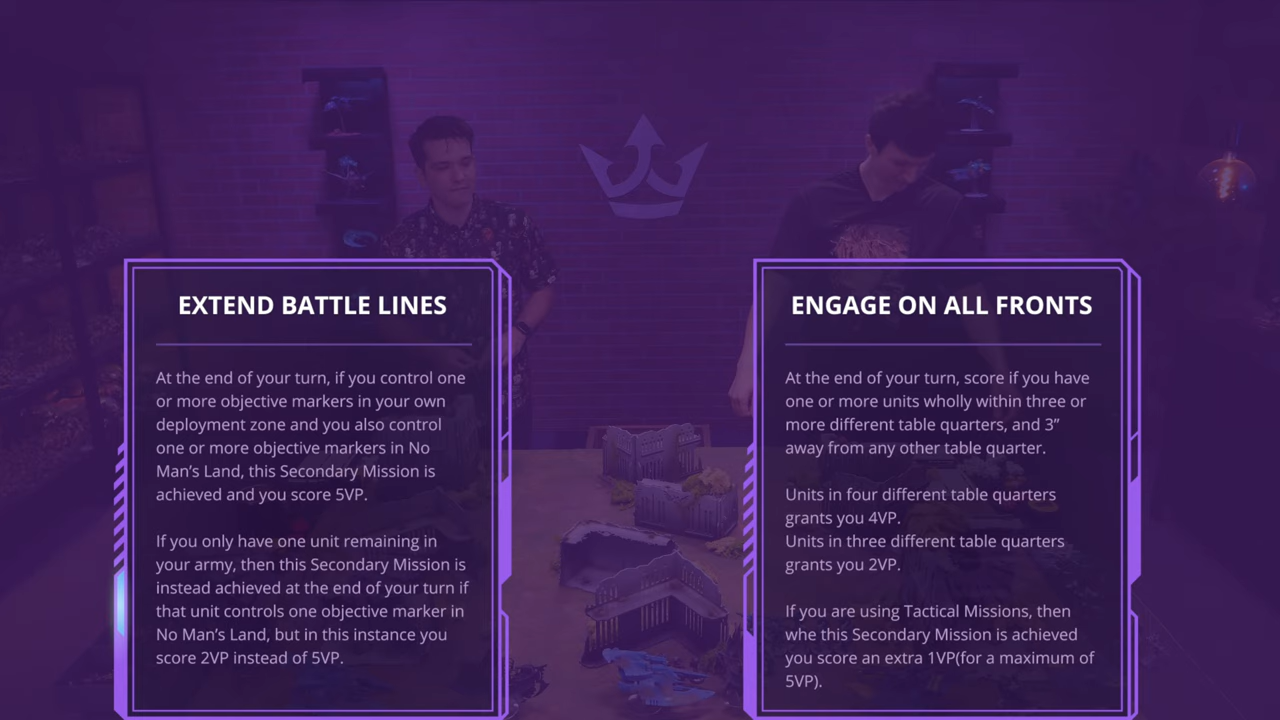 EXTEND BATTLE LINES
At the end of your turn, if you control one
or more objective markers in your own
deployment zone and you also control
one or more objective markers in No
Man's Land, this Secondary Mission is
achieved and you score 5VP.
If you only have one unit remaining in
your army, then this Secondary Mission is
instead achieved at the end of your turn if
that unit controls one objective marker in
No Man's Land, but in this instance you
score 2VP instead of 5VP.
ENGAGE ON ALL FRONTS
At the end of your turn, score if you have
one or more units wholly within three or
more different table quarters, and 3”
away from any other table quarter.
Units in four different table quarters
grants you 4VP.
Units in three different table quarters
grants you 2VP.
If you are using Tactical Missions, then
whe this Secondary Mission is achieved
you score an extra 1VP(for a maximum of
5VP).